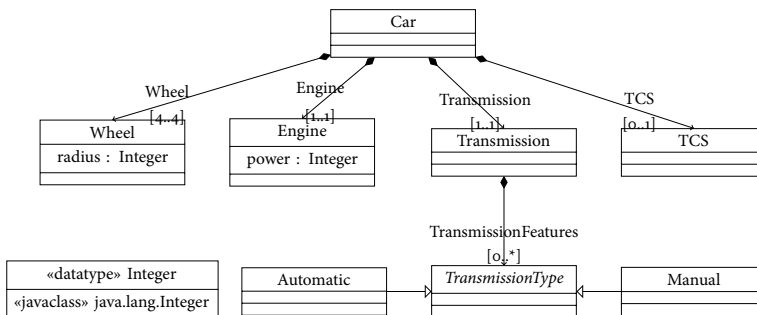 Car
Wheel
Engine
Transmission
TCS
[4..4]
[1..1]
[1..1]
[0..1]
Wheel
radius : Integer
Engine
power : Integer
Transmission
TCS
TransmissionFeatures
[0..*]
«datatype» Integer
«javaclass» java.lang.Integer
Automatic
TransmissionType
Manual